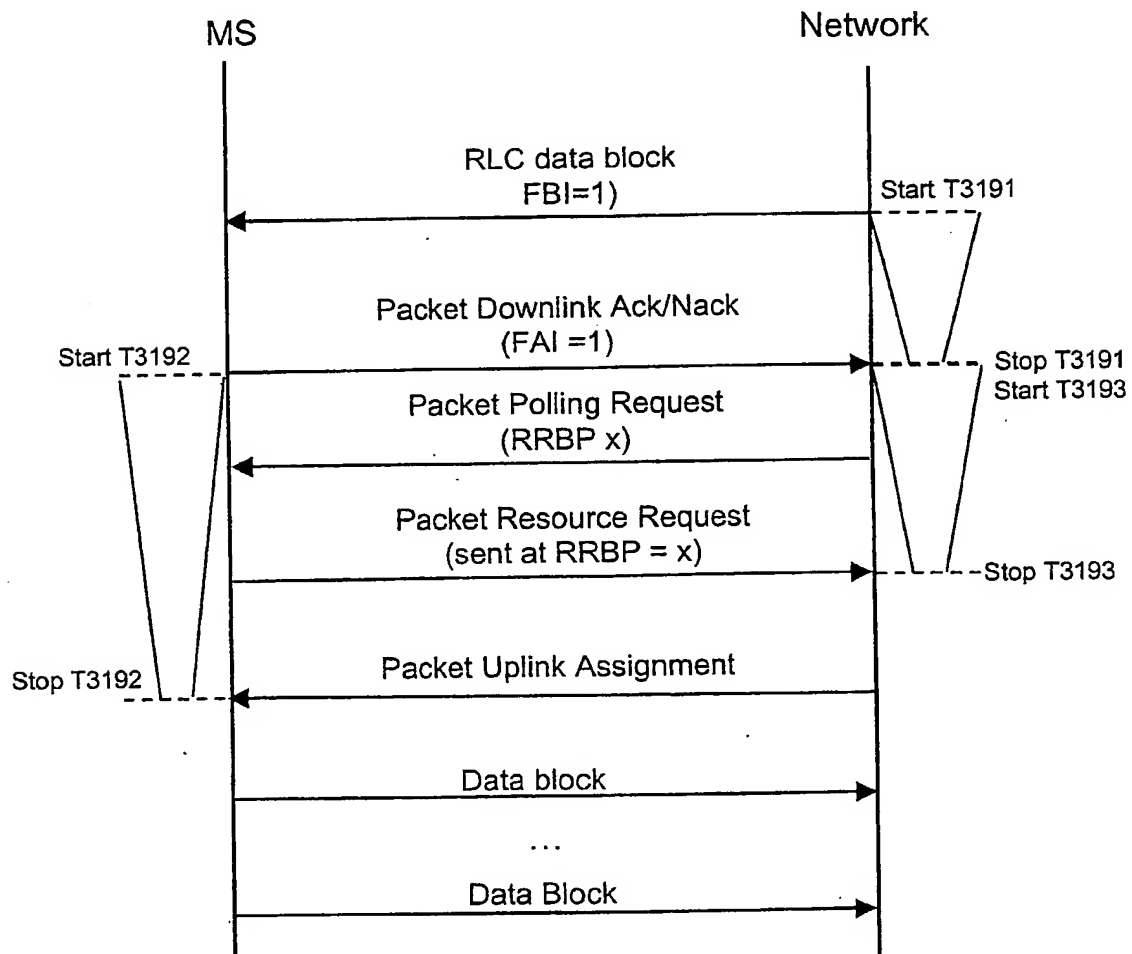 MS
Network
RLC data block
FBI=1)
Start T3191
Packet Downlink Ack/Nack
(FAI =1)
Start T3192
Stop T3191
Start T3193
Packet Polling Request
(RRBP x)
Packet Resource Request
(sent at RRBP = x)
Stop T3193
Packet Uplink Assignment
Stop T3192
Data block
...
Data Block